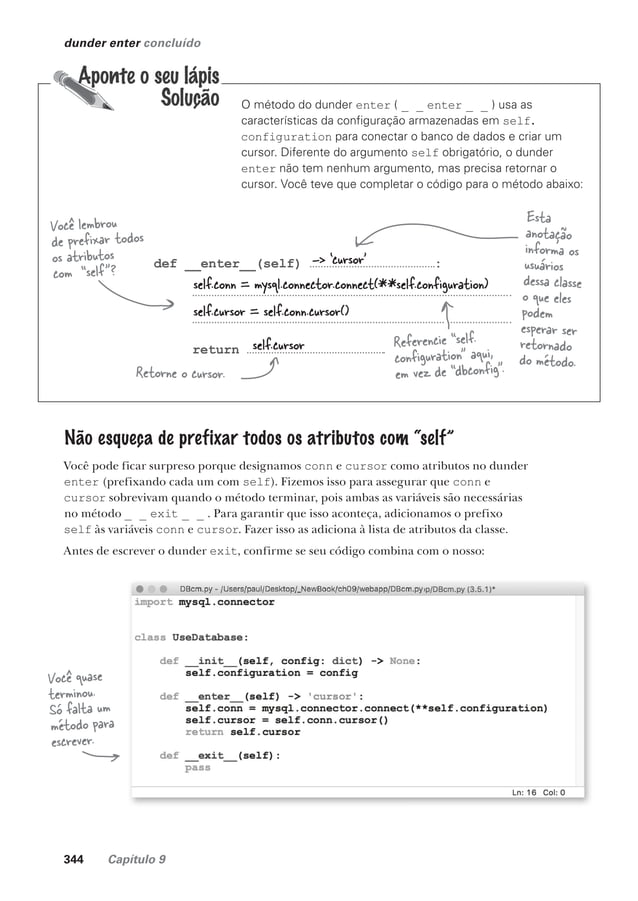 dunder enter concluído
Aponte o seu lápis
Solução
O método do dunder enter ( _ _ enter _ _ ) usa as
características da configuração armazenadas em self.
configuration para conectar o banco de dados e criar um
cursor. Diferente do argumento self obrigatório, o dunder
enter não tem nenhum argumento, mas precisa retornar o
cursor. Você teve que completar o código para o método abaixo:
Você lembrou
de prefixar todos
os atributos
com “self”?
Esta
anotação
informa os
usuários
dessa classe
o que eles
podem
esperar ser
retornado
do método.
def __enter__(self) -> 'cursor' :
self.conn = mysql.connector.connect(**self.configuration)
self.cursor = self.conn.cursor()
return self.cursor
Retorne o cursor.
Referencie “self.
configuration” aqui,
em vez de “dbconfig”.
Não esqueça de prefixar todos os atributos com “self”
Você pode ficar surpreso porque designamos conn e cursor como atributos no dunder
enter (prefixando cada um com self). Fizemos isso para assegurar que conn e
cursor sobrevivam quando o método terminar, pois ambas as variáveis são necessárias
no método _ _ exit _ _ . Para garantir que isso aconteça, adicionamos o prefixo
self às variáveis conn e cursor. Fazer isso as adiciona à lista de atributos da classe.
Antes de escrever o dunder exit, confirme se seu código combina com o nosso:
DBcm.py - /Users/paul/Desktop/_NewBook/ch09/webapp/DBcm.pyıp/DBcm.py (3.5.1)*
import mysql.connector
class UseDatabase:
def __init__(self, config: dict) -> None:
self.configuration = config
def __enter__(self) -> 'cursor':
self.conn = mysql.connector.connect(**self.configuration)
self.cursor = self.conn.cursor()
return self.cursor
def __exit__(self):
pass
Ln: 16 Col: 0
Você quase
terminou.
Só falta um
método para
escrever.
344 Capítulo 9